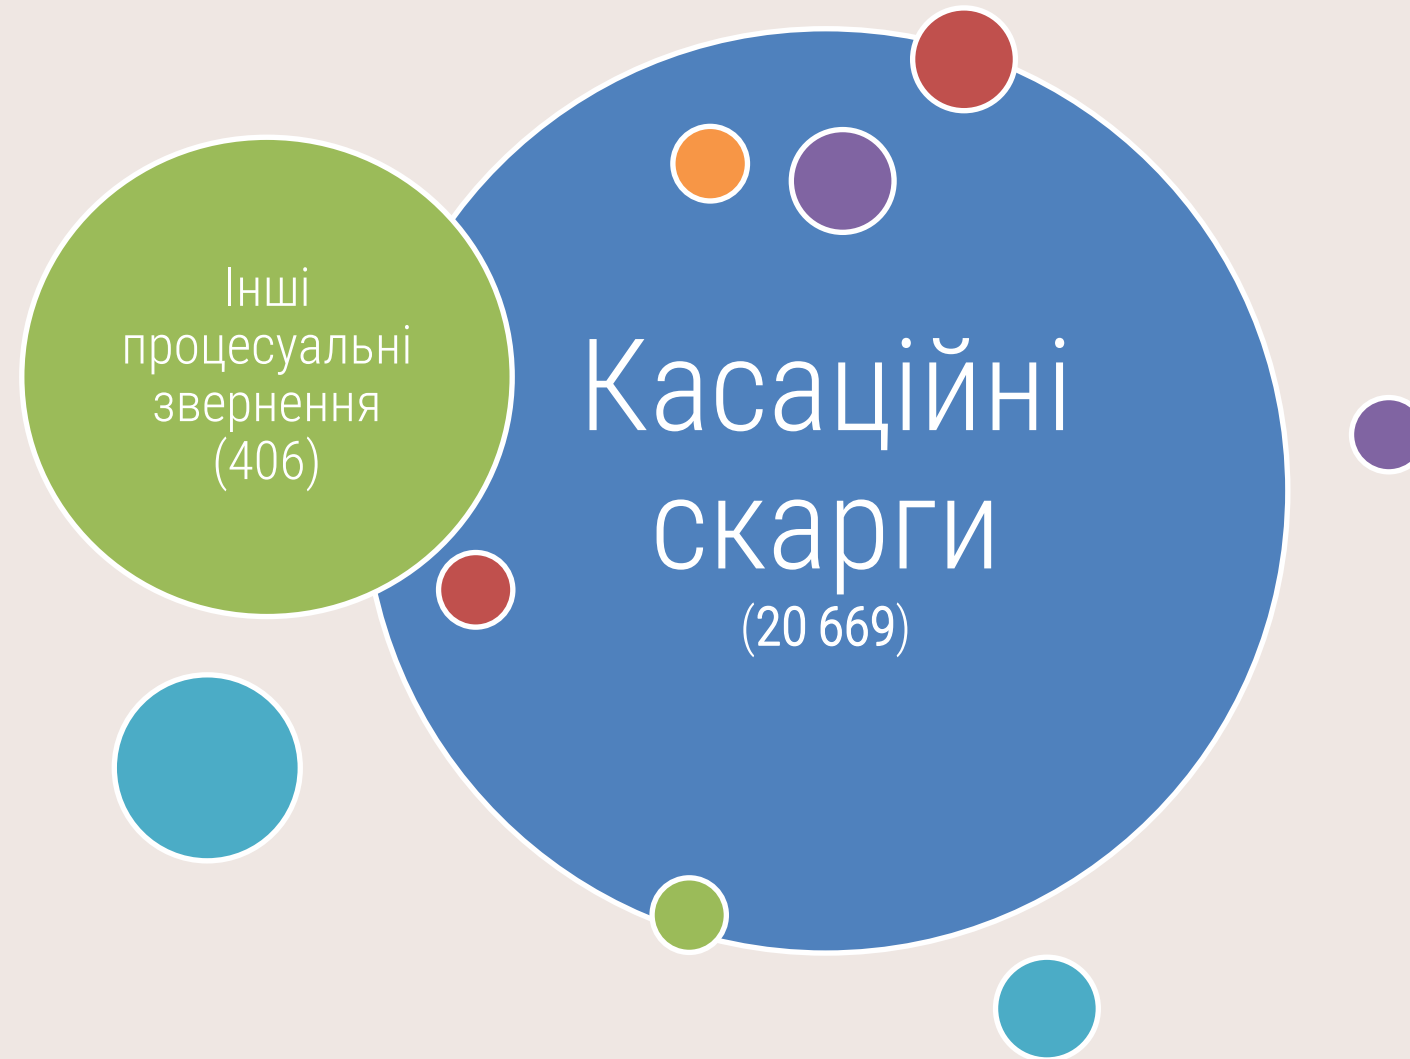 Інші
процесуальні
звернення
(406)
Касаційні
скарги
(20 669)